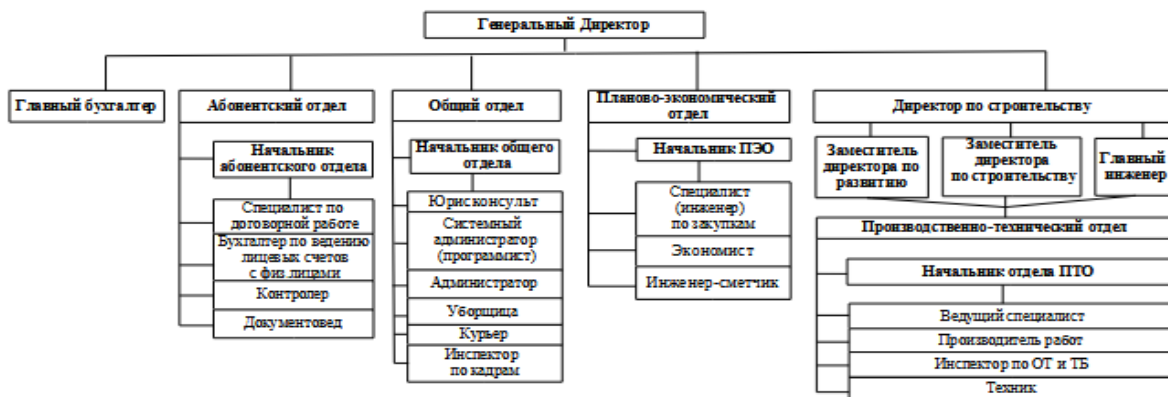 Генеральный Директор
Главный бухгалтер
Абонентский отдел
Начальник
абонентского отдела
Специалист по
договорной работе
Бухгалтер по ведению
лицевых счетов
с физ.лицами
Контролер
Документовед
Общий отдел
Начальник общего
отдела
Юрисконсульт
Системный
администратор
(программист)
Администратор
Уборщица
Курьер
Инспектор
по кадрам
Планово-экономический
отдел
Начальник ПЭО
Специалист
(инженер)
по закупкам
Экономист
Инженер-сметчик
Директор по строительству
Заместитель
директора по
развитию
Заместитель
директора
по строительству
Главный
инженер
Производственно-технический отдел
Начальник отдела ПТО
Ведущий специалист
Производитель работ
Инспектор по ОТ и ТБ
Техник